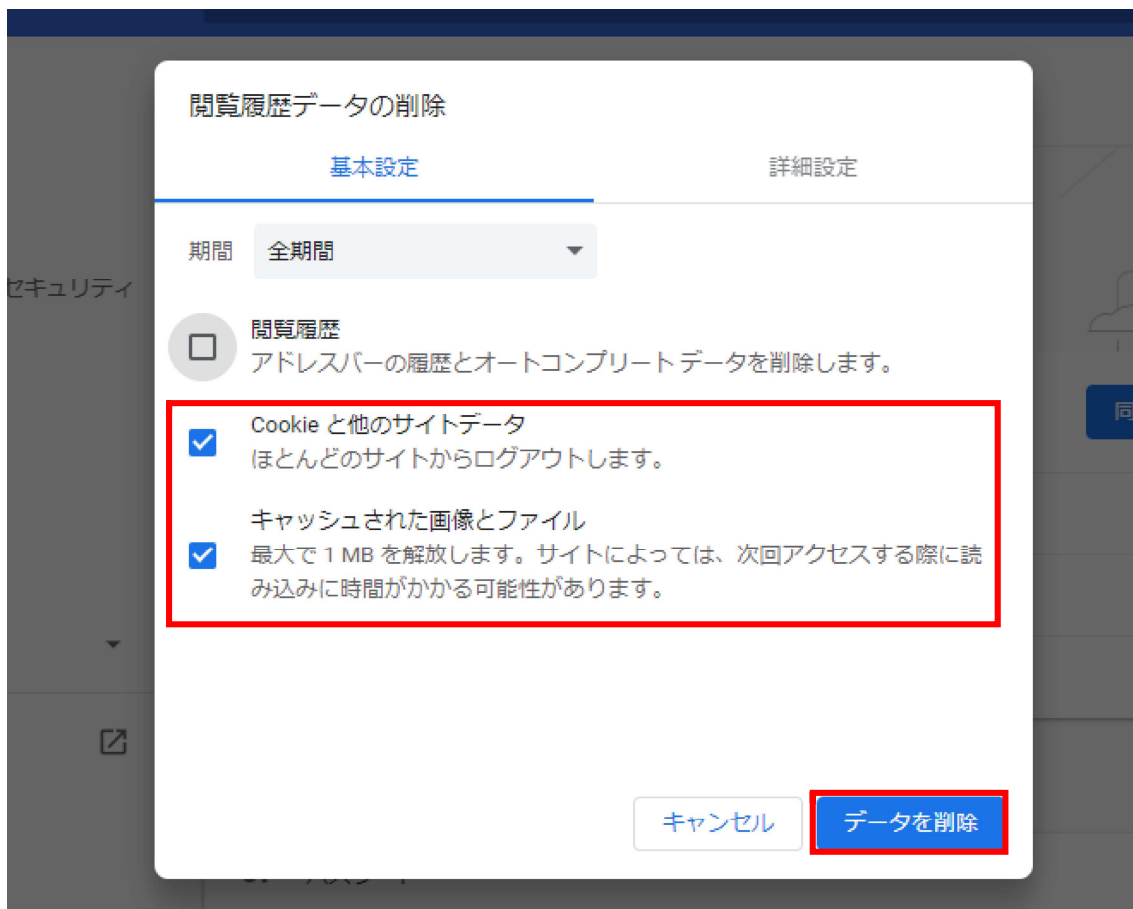 閲覧履歴データの削除
基本設定
詳細設定
期間
全期間
セキュリティ
閲覧履歴
アドレスバーの履歴とオートコンプリート データを削除します。
同
Cookie と他のサイトデータ
ほとんどのサイトからログアウトします。
キャッシュされた画像とファイル
最大で 1 MB を解放します。サイトによっては、次回アクセスする際に読
み込みに時間がかかる可能性があります。
キャンセル
データを削除